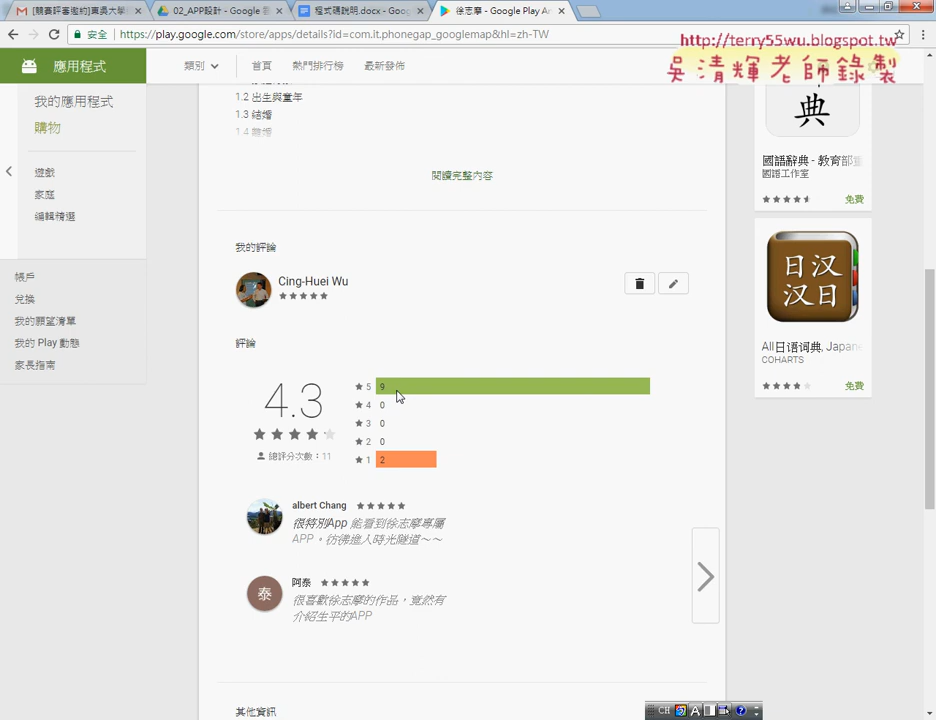 [競賽評審邀約]東吳大學
02_APP設計 - Google 雲
程式碼說明.docx - Goog
徐志摩 - Google Play An
安全
https://play.google.com/store/apps/details?id=com.it.phonegap_googlemap&hl=zh-TW
http://terry55wu.blogspot.tw
吳清輝老師錄製
應用程式
類別
首頁
熱門排行榜
最新發佈
我的應用程式
購物
遊戲
家庭
編輯精選
帳戶
兌換
我的願望清單
我的 Play 動態
家長指南
1.2 出生與童年
1.3 結婚
1.4 離婚
閱讀完整內容
我的評論
Cing-Huei Wu
評論
4.3
總評分次數：11
5 9
4 0
3 0
2 0
1 2
albert Chang
很特別App 能看到徐志摩專屬
APP。彷彿進入時光隧道～～
泰
阿泰
很喜歡徐志摩的作品，竟然有
介紹生平的APP
其他資訊
典
國語辭典 - 教育部
國語工作室
免費
日汉
汉日
All日语词典, Japane
COHARTS
免費
CH